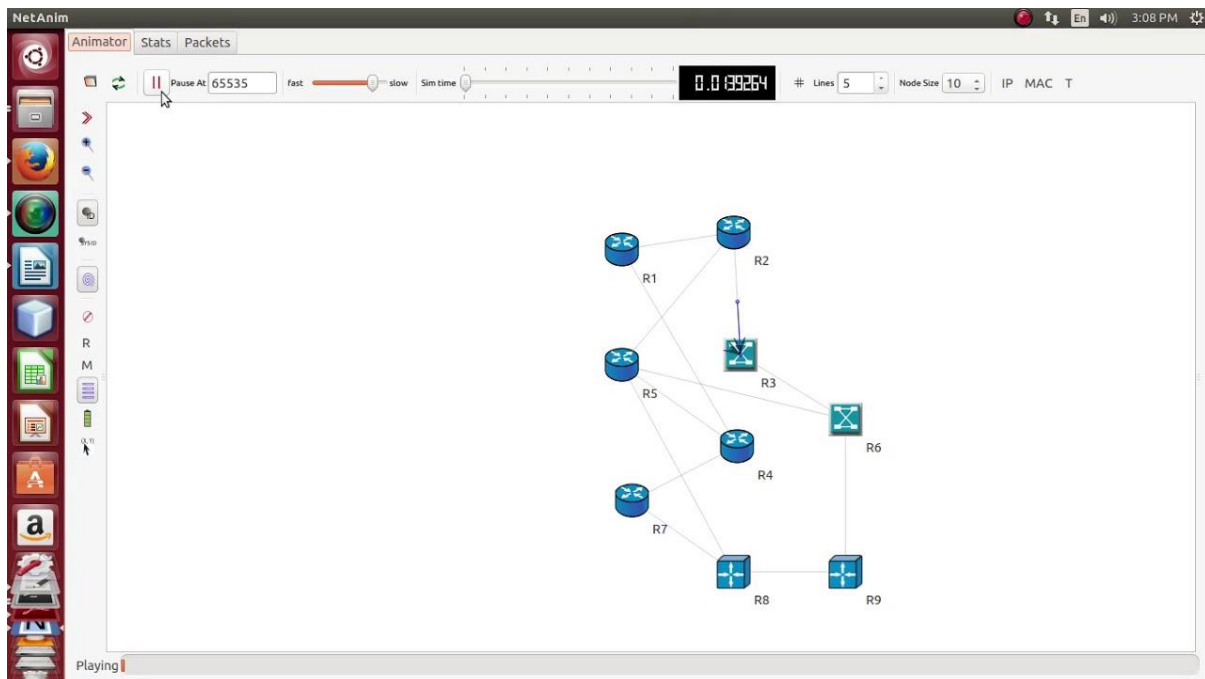 NetAnim
En 3:08 PM
Animator Stats Packets
Pause At 65535 fast slow Sim time 0.0139264 # Lines 5 Node Size 10 IP MAC T
R
M
R1
R2
R3
R4
R5
R6
R7
R8
R9
Playing